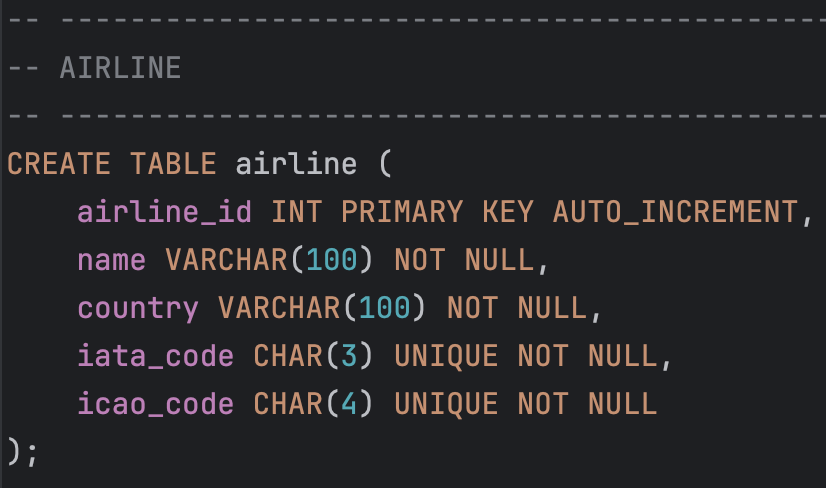 -- --------------------------------------------
-- AIRLINE
-- --------------------------------------------
CREATE TABLE airline (
    airline_id INT PRIMARY KEY AUTO_INCREMENT,
    name VARCHAR(100) NOT NULL,
    country VARCHAR(100) NOT NULL,
    iata_code CHAR(3) UNIQUE NOT NULL,
    icao_code CHAR(4) UNIQUE NOT NULL
);